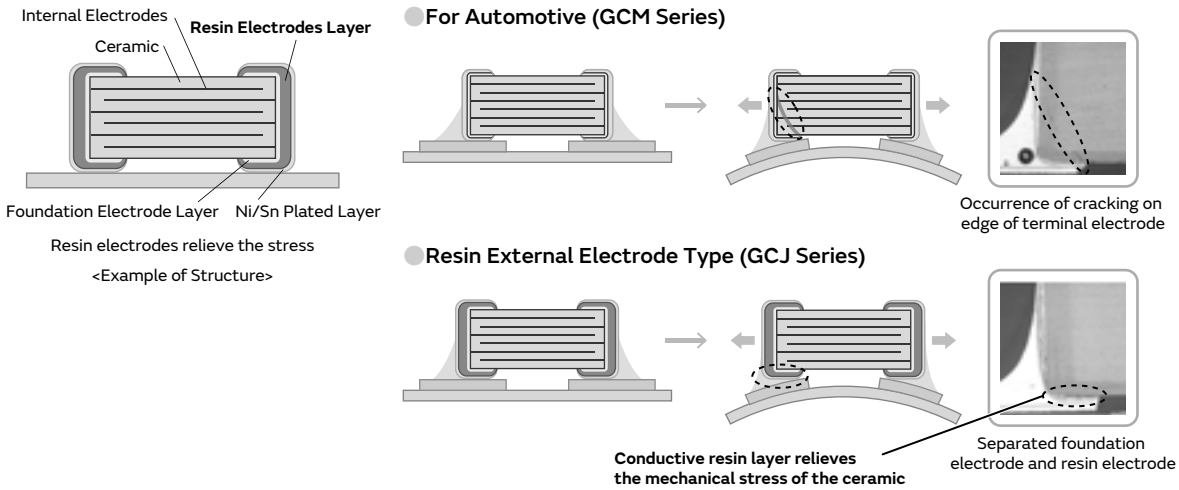 Internal Electrodes
Resin Electrodes Layer
Ceramic
Foundation Electrode Layer
Ni/Sn Plated Layer
Resin electrodes relieve the stress
<Example of Structure>
For Automotive (GCM Series)
Occurrence of cracking on
edge of terminal electrode
Resin External Electrode Type (GCJ Series)
Conductive resin layer relieves
the mechanical stress of the ceramic
Separated foundation
electrode and resin electrode